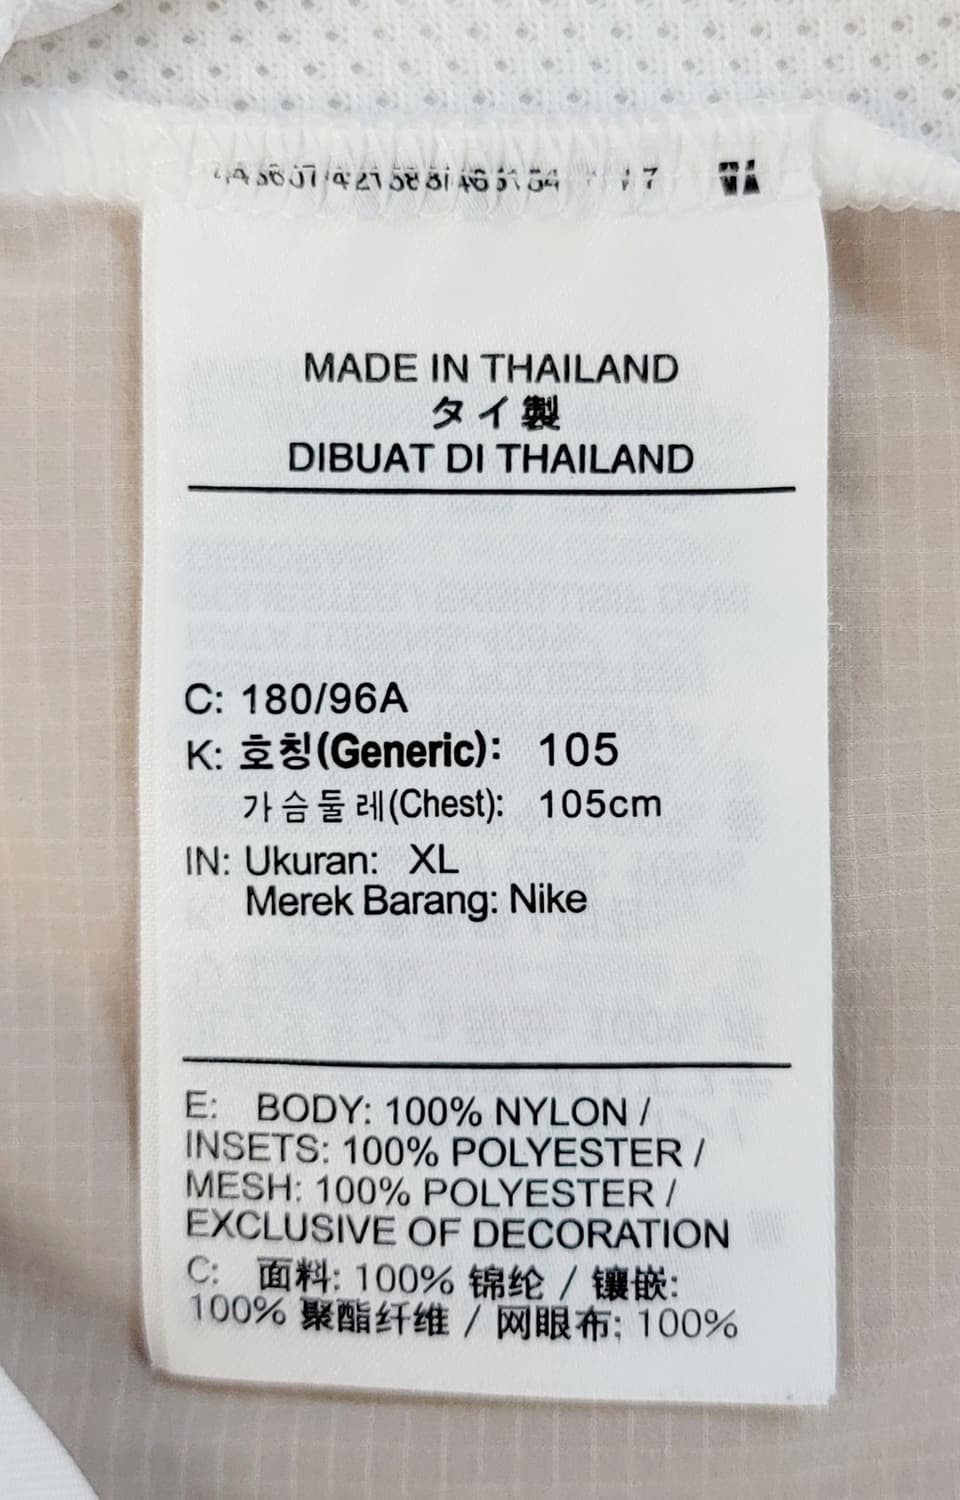 MADE IN THAILAND
タイ製
DIBUAT DI THAILAND
C: 180/96A
K: 호칭(Generic): 105
가슴둘레(Chest): 105cm
IN: Ukuran: XL
Merek Barang: Nike
E: BODY: 100% NYLON /
INSETS: 100% POLYESTER /
MESH: 100% POLYESTER /
EXCLUSIVE OF DECORATION
C: 面料: 100% 锦纶 / 镶嵌:
100% 聚酯纤维 / 网眼布: 100%